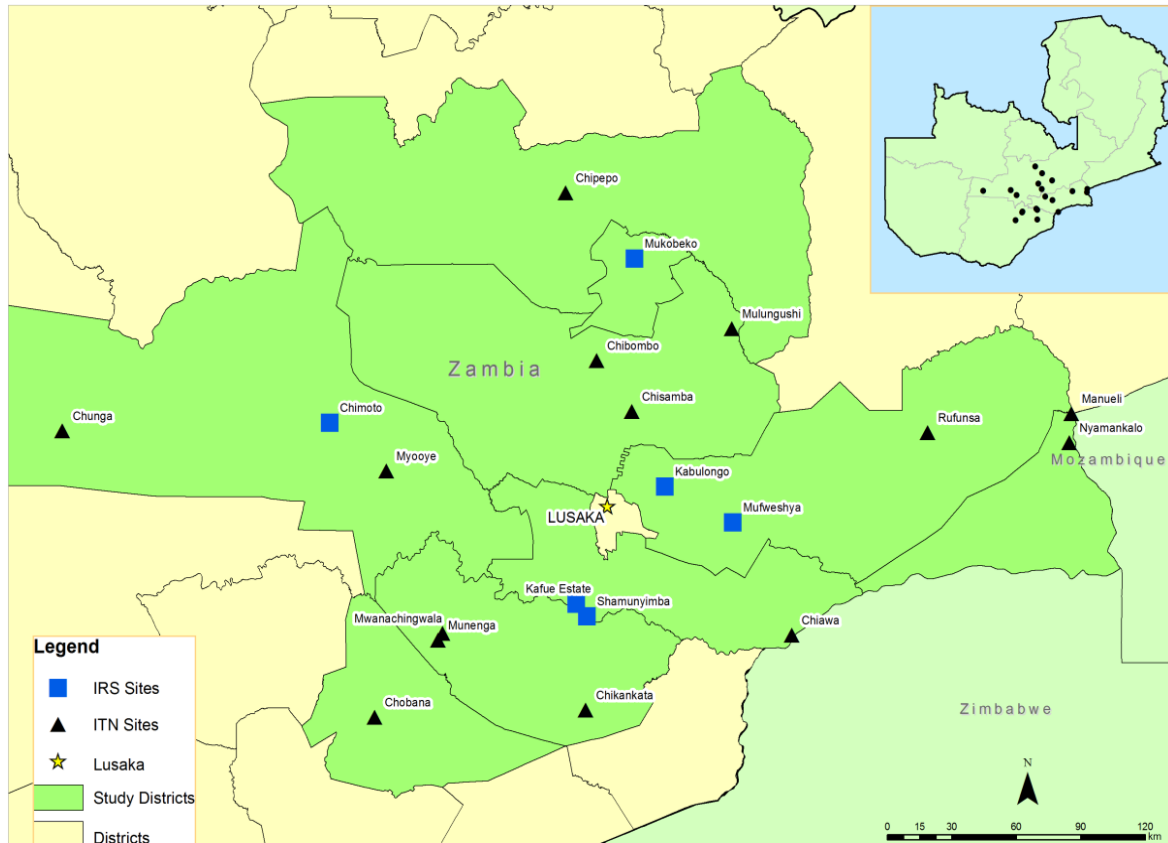 Chipepo
Mukobeko
Mulungushi
Chibombo
Zambia
Chisamba
Chimoto
Chunga
Myooye
Rufunsa
Manueli
Nyamankalo
Mozambique
Kabulongo
Mufweshya
LUSAKA
Kafue Estate
Shamunyimba
Mwanachingwala
Munenga
Chiawa
Chobana
Chikankata
Zimbabwe
Legend
IRS Sites
ITN Sites
Lusaka
Study Districts
Districts
N
0 15 30 60 90 120
km